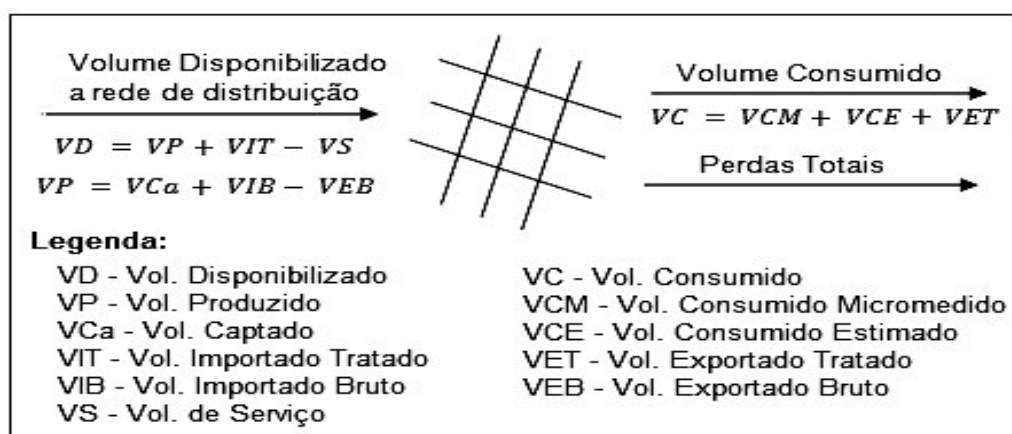 Volume Disponibilizado
a rede de distribuição
VD = VP + VIT − VS
VP = VCa + VIB − VEB
Volume Consumido
VC = VCM + VCE + VET
Perdas Totais
Legenda:
VD - Vol. Disponibilizado
VP - Vol. Produzido
VCa - Vol. Captado
VIT - Vol. Importado Tratado
VIB - Vol. Importado Bruto
VS - Vol. de Serviço
VC - Vol. Consumido
VCM - Vol. Consumido Micromedido
VCE - Vol. Consumido Estimado
VET - Vol. Exportado Tratado
VEB - Vol. Exportado Bruto